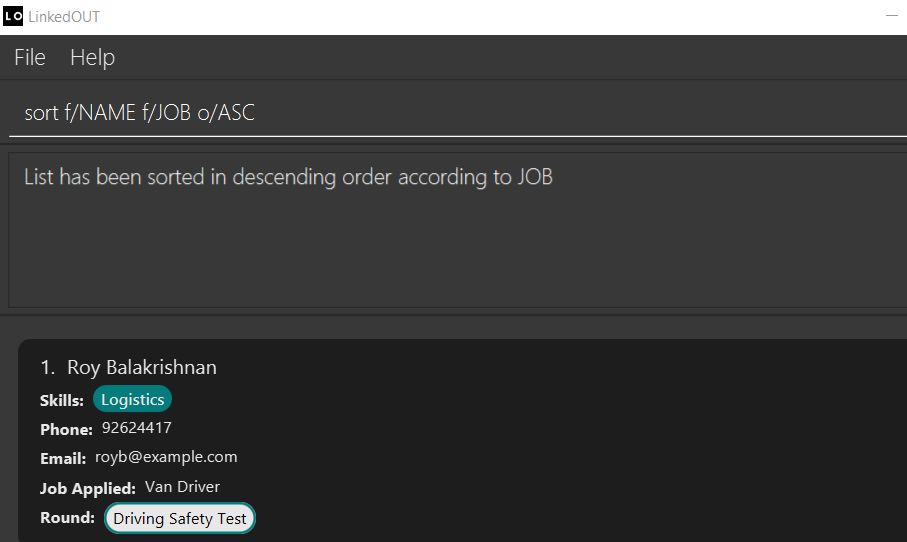 LO LinkedOUT
File Help
sort f/NAME f/JOB o/ASC
List has been sorted in descending order according to JOB
1. Roy Balakrishnan
Skills: Logistics
Phone: 92624417
Email: royb@example.com
Job Applied: Van Driver
Round: Driving Safety Test